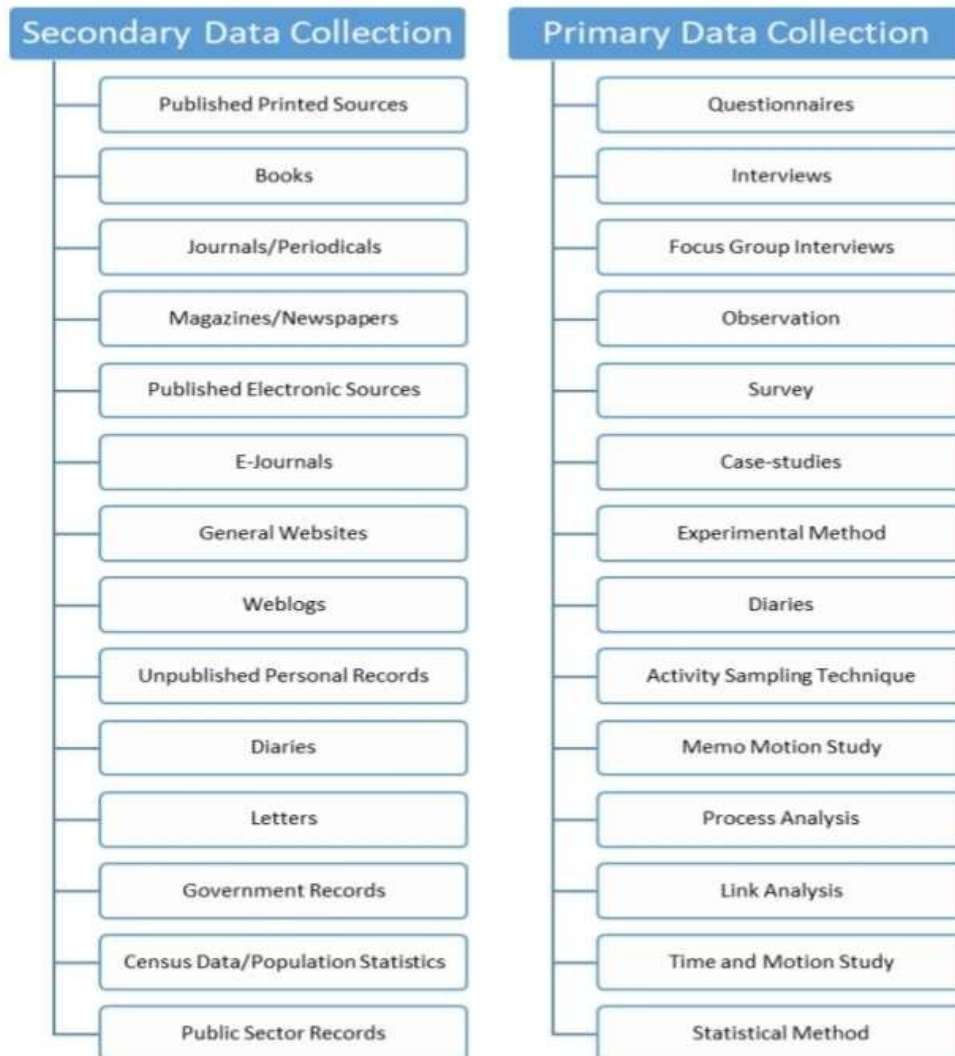 Secondary Data Collection
Published Printed Sources
Books
Journals/Periodicals
Magazines/Newspapers
Published Electronic Sources
E-Journals
General Websites
Weblogs
Unpublished Personal Records
Diaries
Letters
Government Records
Census Data/Population Statistics
Public Sector Records
Primary Data Collection
Questionnaires
Interviews
Focus Group Interviews
Observation
Survey
Case-studies
Experimental Method
Diaries
Activity Sampling Technique
Memo Motion Study
Process Analysis
Link Analysis
Time and Motion Study
Statistical Method